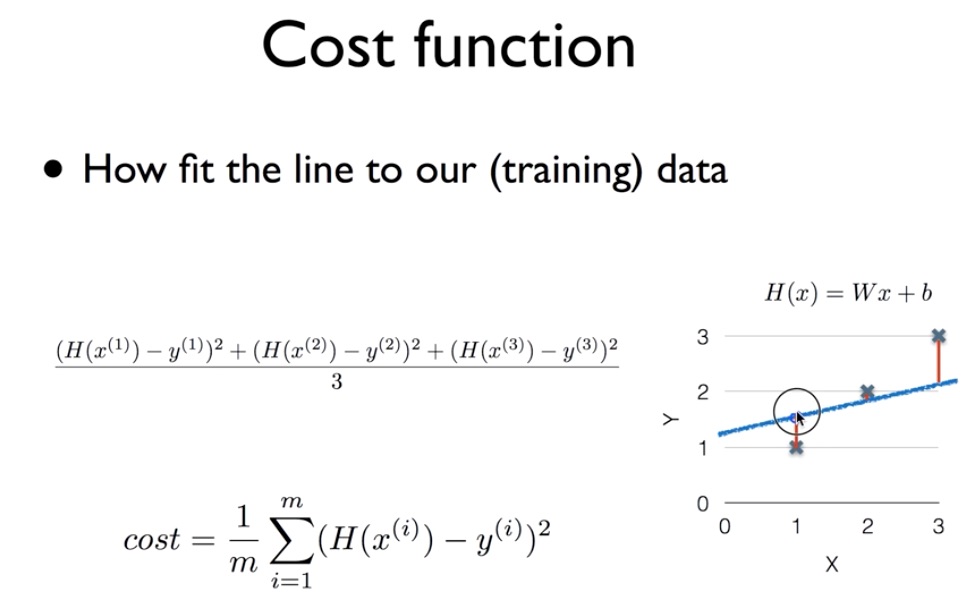 Cost function
• How fit the line to our (training) data
H(x) = Wx + b
(H(x^{(1)}) − y^{(1)})^2 + (H(x^{(2)}) − y^{(2)})^2 + (H(x^{(3)}) − y^{(3)})^2
3
cost = \frac{1}{m} \sum_{i=1}^{m} (H(x^{(i)}) − y^{(i)})^2
3
2
1
0
Y
0 1 2 3
X